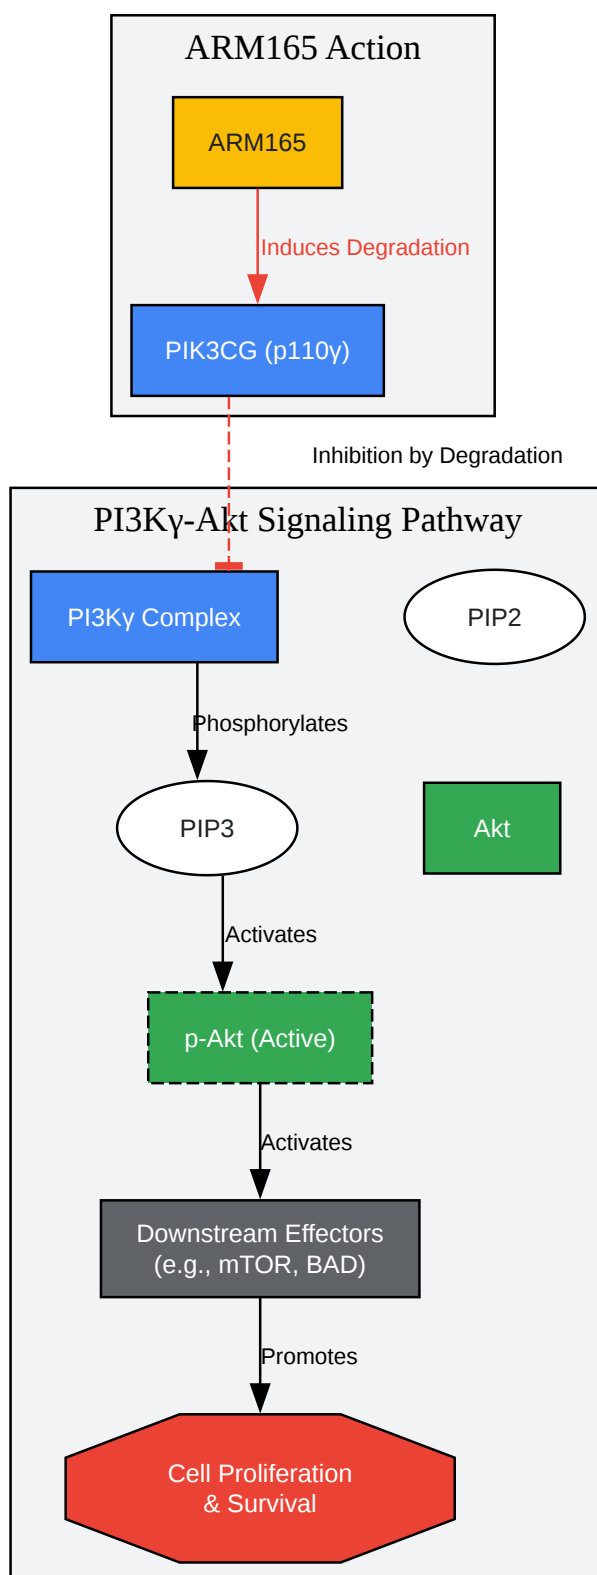 ARM165 Action
ARM165
Induces Degradation
PIK3CG (p110γ)
Inhibition by Degradation
PI3Kγ-Akt Signaling Pathway
PI3Kγ Complex
PIP2
Phosphorylates
PIP3
Akt
Activates
p-Akt (Active)
Activates
Downstream Effectors
(e.g., mTOR, BAD)
Promotes
Cell Proliferation
& Survival